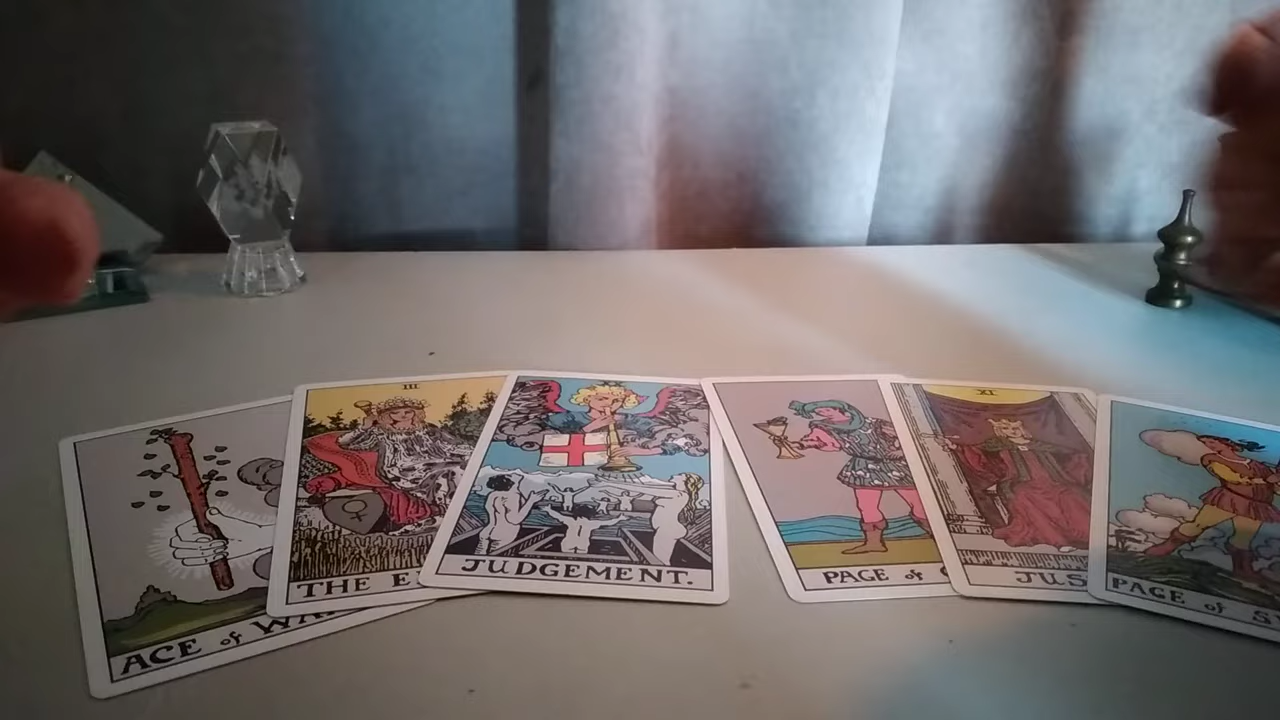 ACE of WA
III
THE E
JUDGEMENT.
PAGE of
XI
JUS
PAGE of S